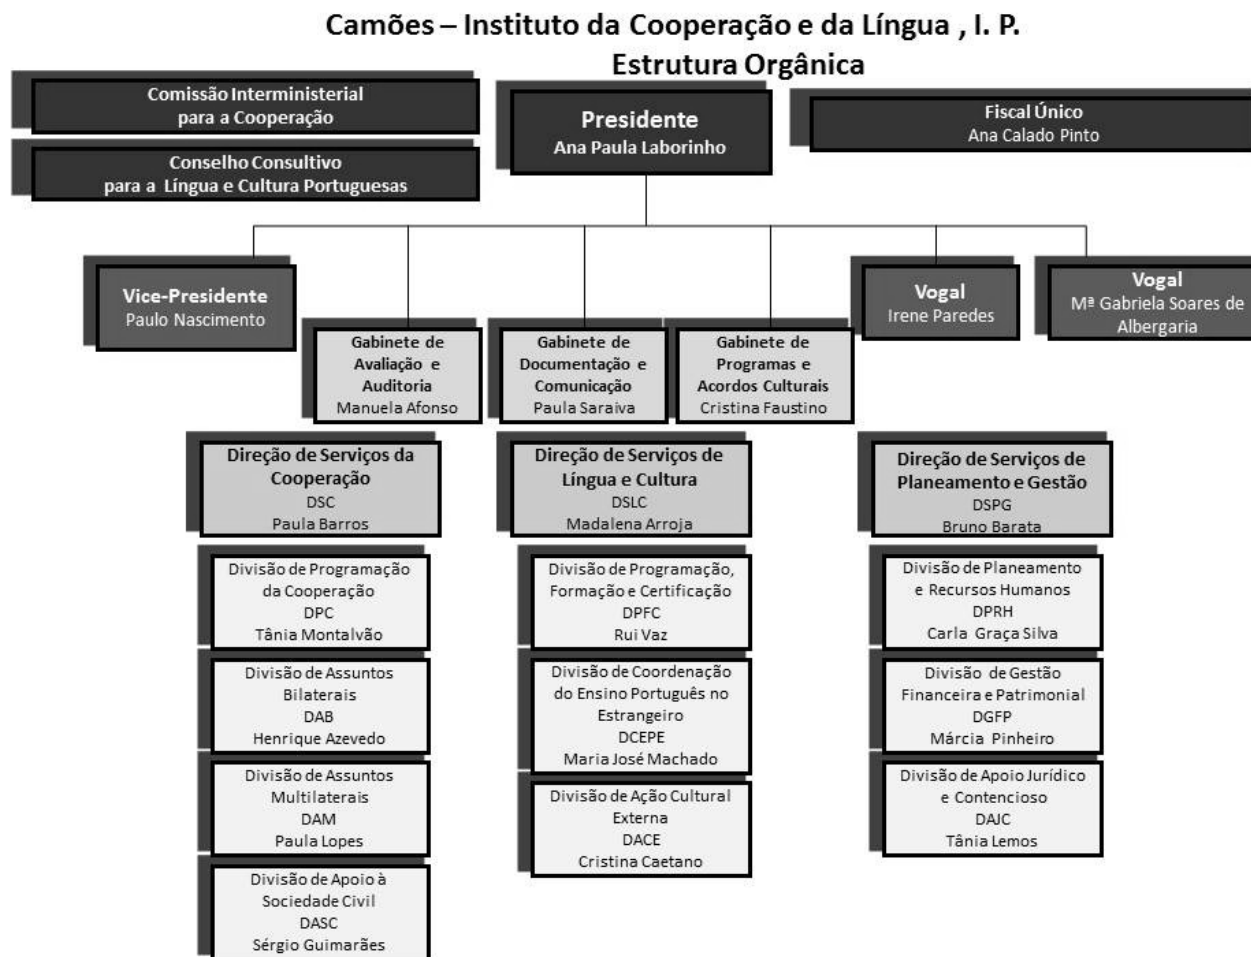 Camões – Instituto da Cooperação e da Língua , I. P.
Estrutura Orgânica
Comissão Interministerial
para a Cooperação
Conselho Consultivo
para a Língua e Cultura Portuguesas
Presidente
Ana Paula Laborinho
Fiscal Único
Ana Calado Pinto
Vice-Presidente
Paulo Nascimento
Gabinete de
Avaliação e
Auditoria
Manuela Afonso
Gabinete de
Documentação e
Comunicação
Paula Saraiva
Gabinete de
Programas e
Acordos Culturais
Cristina Faustino
Vogal
Irene Paredes
Vogal
Mª Gabriela Soares de
Albergaria
Direção de Serviços da
Cooperação
DSC
Paula Barros
Divisão de Programação
da Cooperação
DPC
Tânia Montalvão
Divisão de Assuntos
Bilaterais
DAB
Henrique Azevedo
Divisão de Assuntos
Multilaterais
DAM
Paula Lopes
Divisão de Apoio à
Sociedade Civil
DASC
Sérgio Guimarães
Direção de Serviços de
Língua e Cultura
DSLC
Madalena Arroja
Divisão de Programação,
Formação e Certificação
DPFC
Rui Vaz
Divisão de Coordenação
do Ensino Português no
Estrangeiro
DCEPE
Maria José Machado
Divisão de Ação Cultural
Externa
DACE
Cristina Caetano
Direção de Serviços de
Planeamento e Gestão
DSPG
Bruno Barata
Divisão de Planeamento
e Recursos Humanos
DPRH
Carla Graça Silva
Divisão de Gestão
Financeira e Patrimonial
DGFP
Márcia Pinheiro
Divisão de Apoio Jurídico
e Contencioso
DAJC
Tânia Lemos